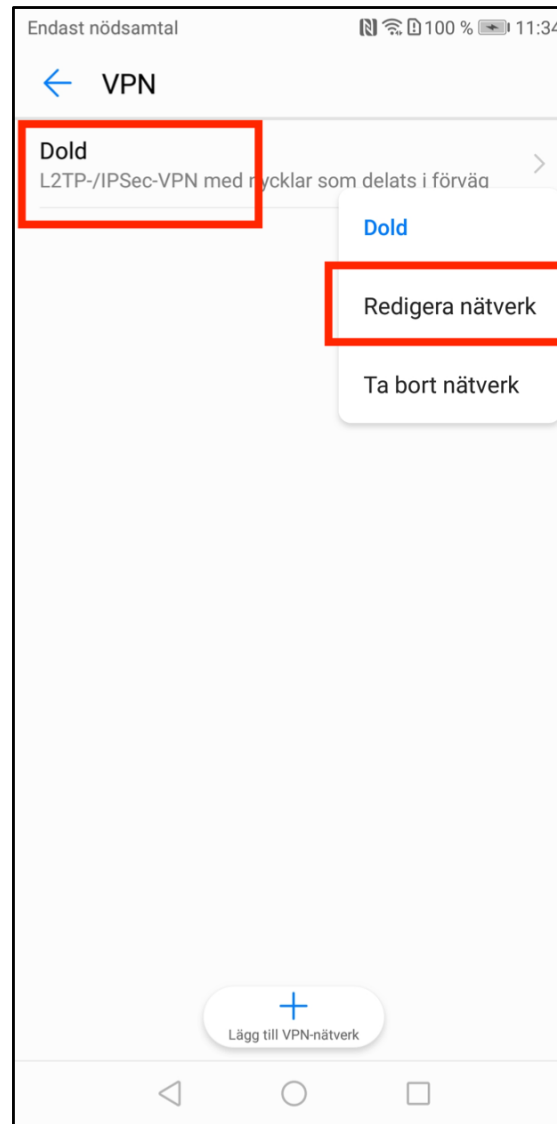 Endast nödsamtal 100 % 11:34
VPN
Dold
L2TP-/IPSec-VPN med nycklar som delats i förväg
Dold
Redigera nätverk
Ta bort nätverk
Lägg till VPN-nätverk